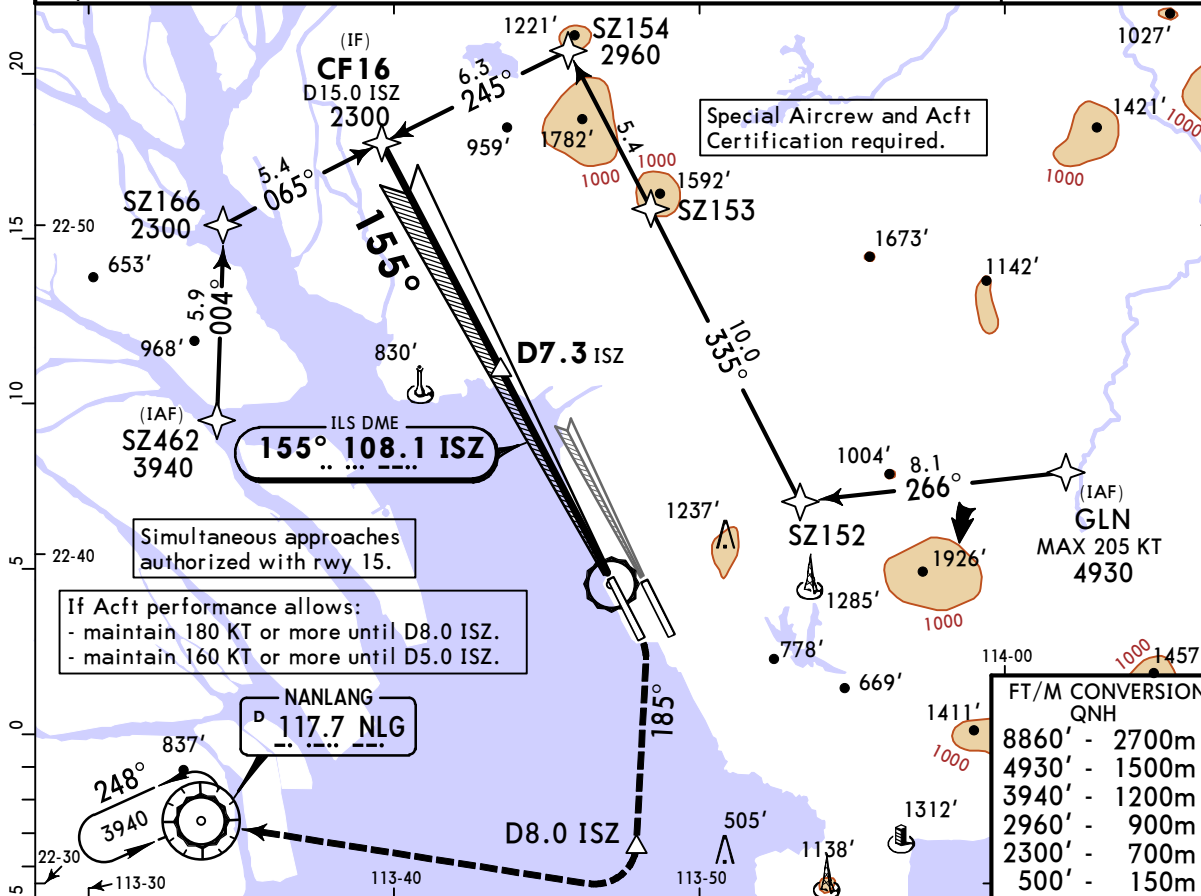 1221'
SZ154
2960
1027'
(IF)
CF16
D15.0 ISZ
2300
6.3
245°
20
959'
1782'
1000
5.4
Special Aircrew and Acft
Certification required.
1421'
1000
1000
1000
1592'
SZ153
5.4
065°
SZ166
2300
15
22-50
155°
653'
5.9
004°
968'
1673'
1142'
10.0
335°
830'
D7.3 ISZ
10
(IAF)
SZ462
3940
ILS DME
155° 108.1 ISZ
1004'
8.1
266°
(IAF)
GLN
MAX 205 KT
4930
SZ152
1237'
Simultaneous approaches
authorized with rwy 15.
22-40
5
1926'
1000
1285'
If Acft performance allows:
- maintain 180 KT or more until D8.0 ISZ.
- maintain 160 KT or more until D5.0 ISZ.
778'
669'
114-00
1000
1457
185°
NANLANG
D 117.7 NLG
0
837'
248°
3940
1411'
1000
FT/M CONVERSION
QNH
8860' - 2700m
4930' - 1500m
3940' - 1200m
2960' - 900m
2300' - 700m
500' - 150m
D8.0 ISZ
505'
1312'
1138'
22-30
113-30
113-40
113-50
5